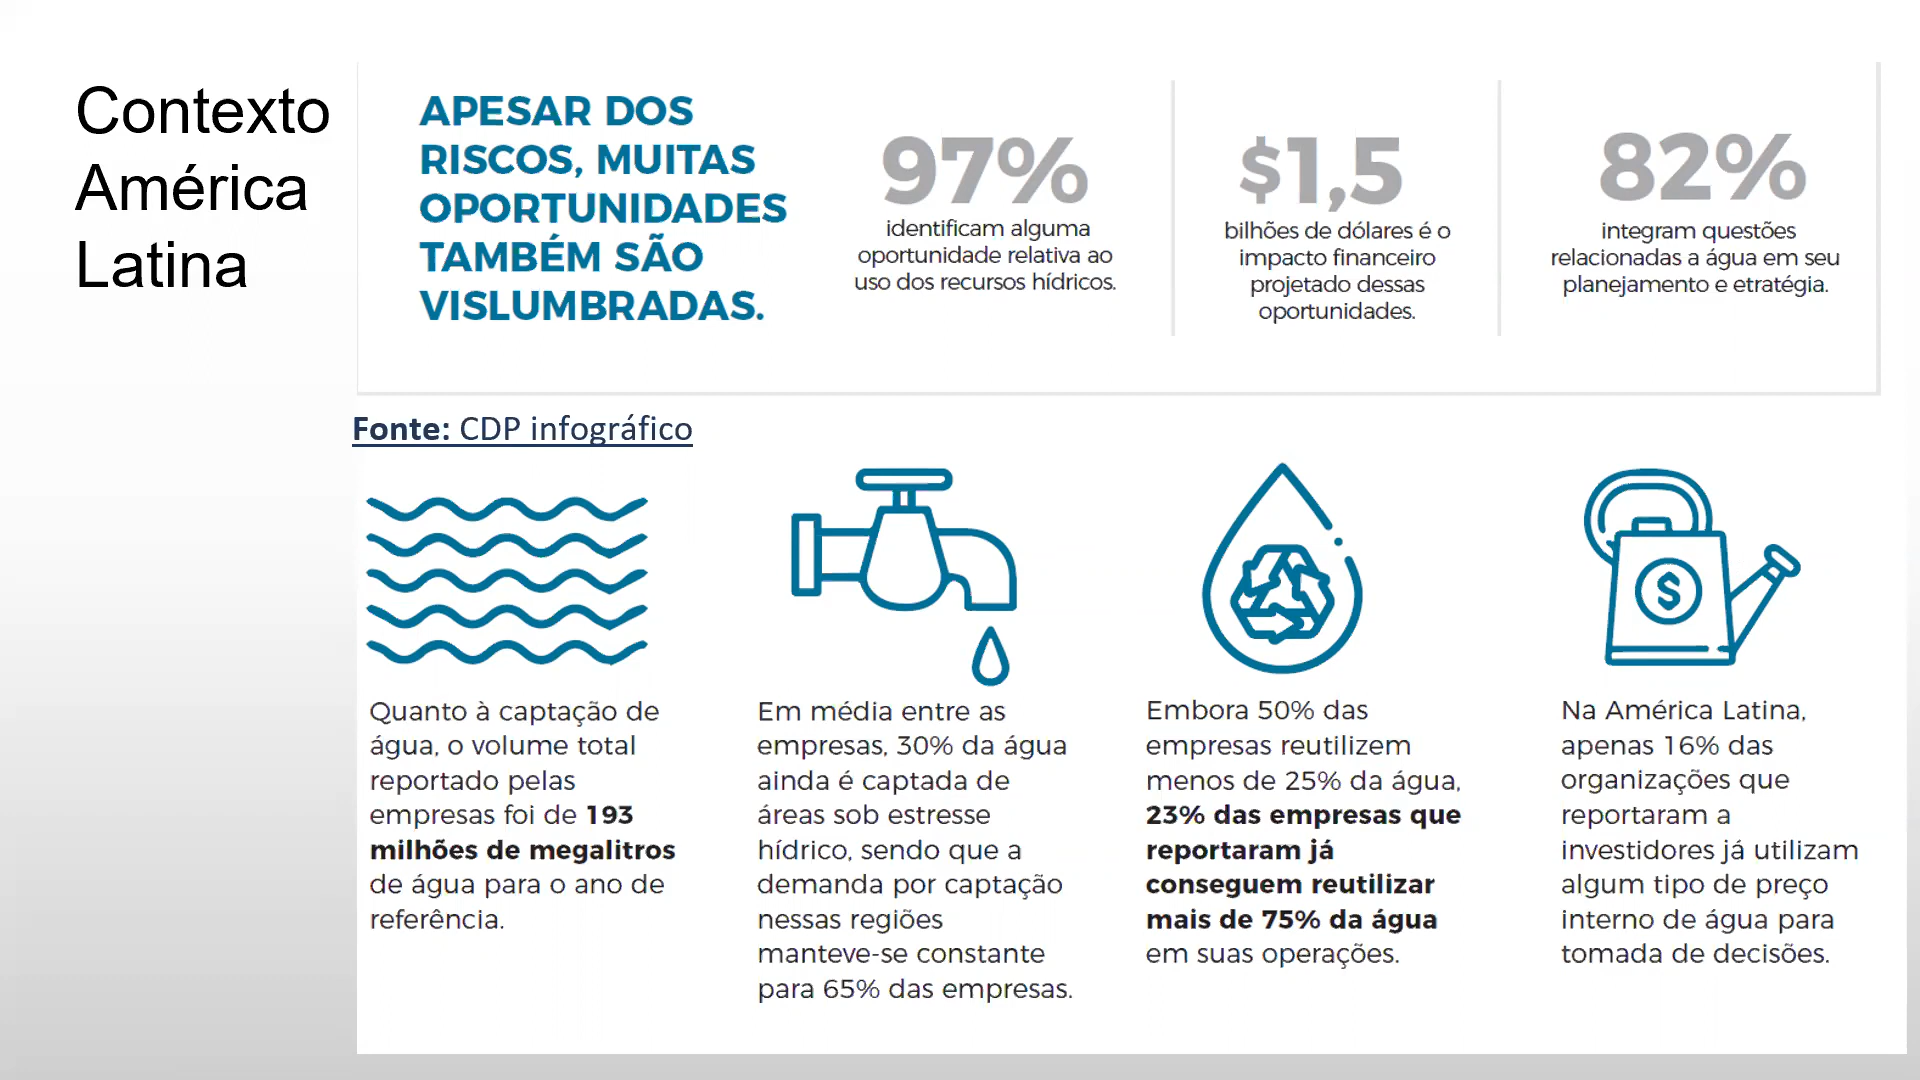 Contexto
América
Latina
APESAR DOS
RISCOS, MUITAS
OPORTUNIDADES
TAMBÉM SÃO
VISLUMBRADAS.
97%
identificam alguma
oportunidade relativa ao
uso dos recursos hídricos.
$1,5
bilhões de dólares é o
impacto financeiro
projetado dessas
oportunidades.
82%
integram questões
relacionadas a água em seu
planejamento e etratégia.
Fonte: CDP infográfico
Quanto à captação de
água, o volume total
reportado pelas
empresas foi de 193
milhões de megalitros
de água para o ano de
referência.
Em média entre as
empresas, 30% da água
ainda é captada de
áreas sob estresse
hídrico, sendo que a
demanda por captação
nessas regiões
manteve-se constante
para 65% das empresas.
Embora 50% das
empresas reutilizem
menos de 25% da água,
23% das empresas que
reportaram já
conseguem reutilizar
mais de 75% da água
em suas operações.
$
Na América Latina,
apenas 16% das
organizações que
reportaram a
investidores já utilizam
algum tipo de preço
interno de água para
tomada de decisões.